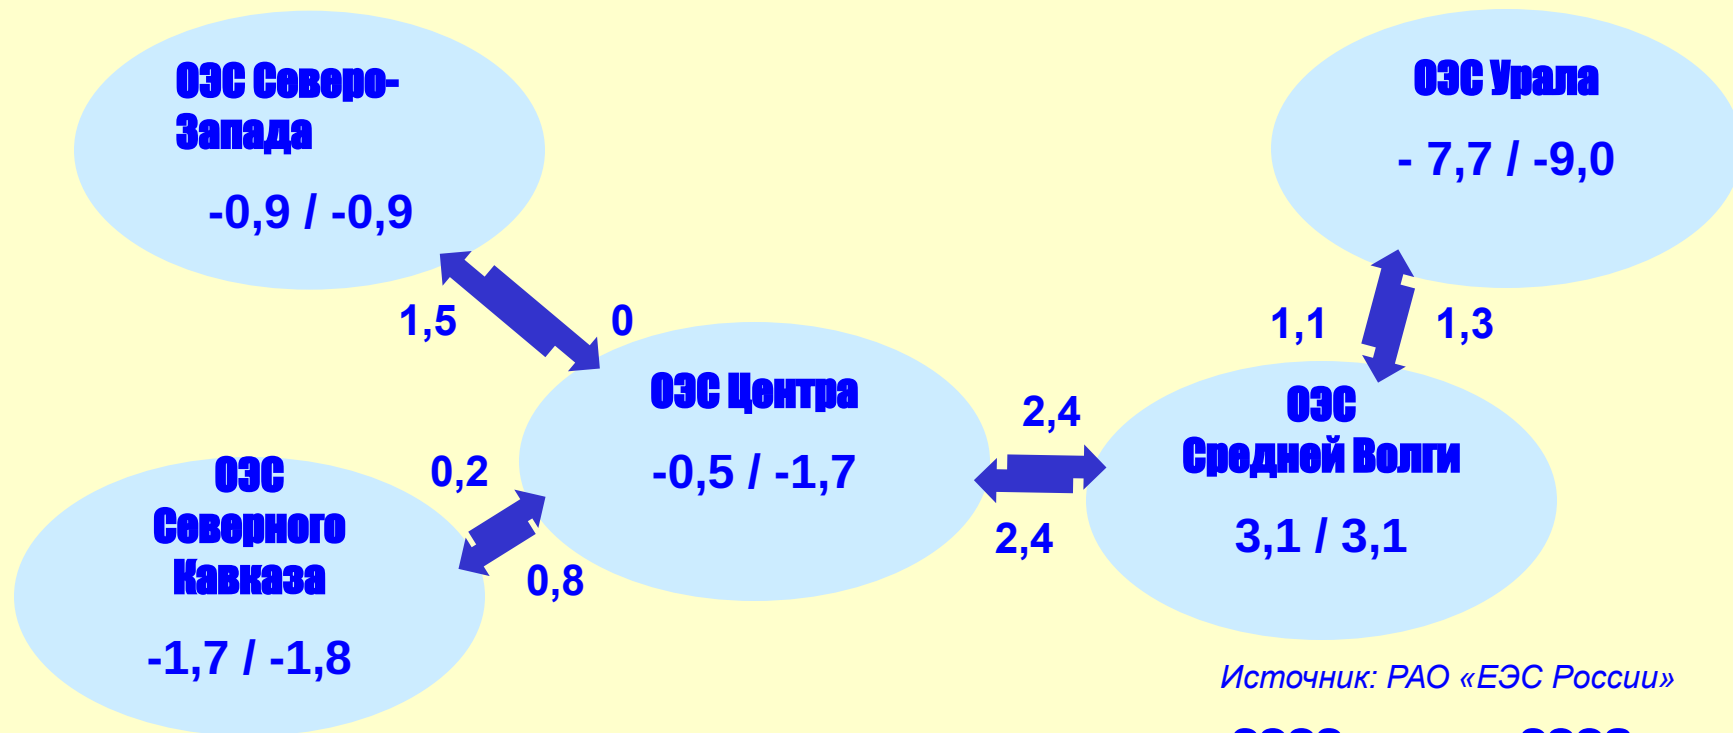 ОЭС Северо-
Запада
-0,9 / -0,9
ОЭС Урала
- 7,7 / -9,0
1,5
0
1,1
1,3
ОЭС Центра
-0,5 / -1,7
2,4
2,4
ОЭС
Средней Волги
3,1 / 3,1
0,2
0,8
ОЭС
Северного
Кавказа
-1,7 / -1,8
Источник: РАО «ЕЭС России»